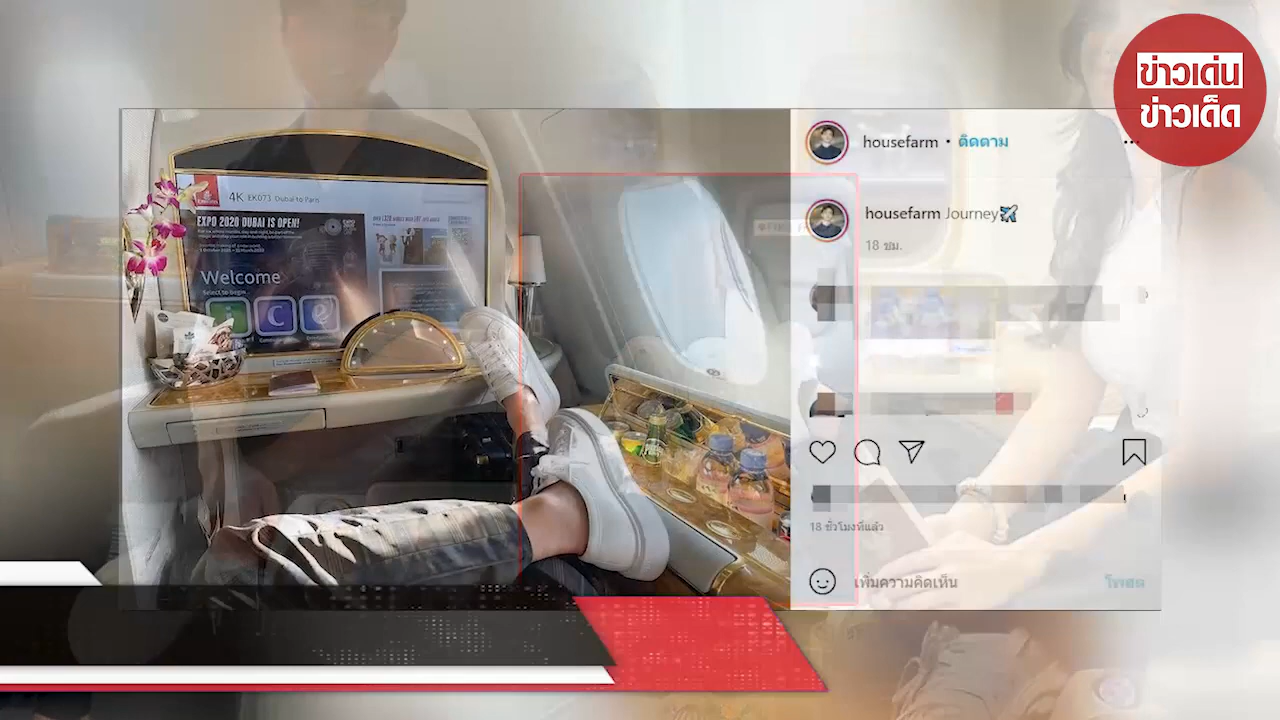 ข่าวเด่น
ข่าวเด็ด
housefarm • ติดตาม
housefarm Journey✈️
18 ชม.
4K EK073 Dubai to Paris
EXPO 2020 DUBAI IS OPEN!
Welcome
Select to begin
i c e
18 ชั่วโมงที่แล้ว
เพิ่มความคิดเห็น
โพสต์